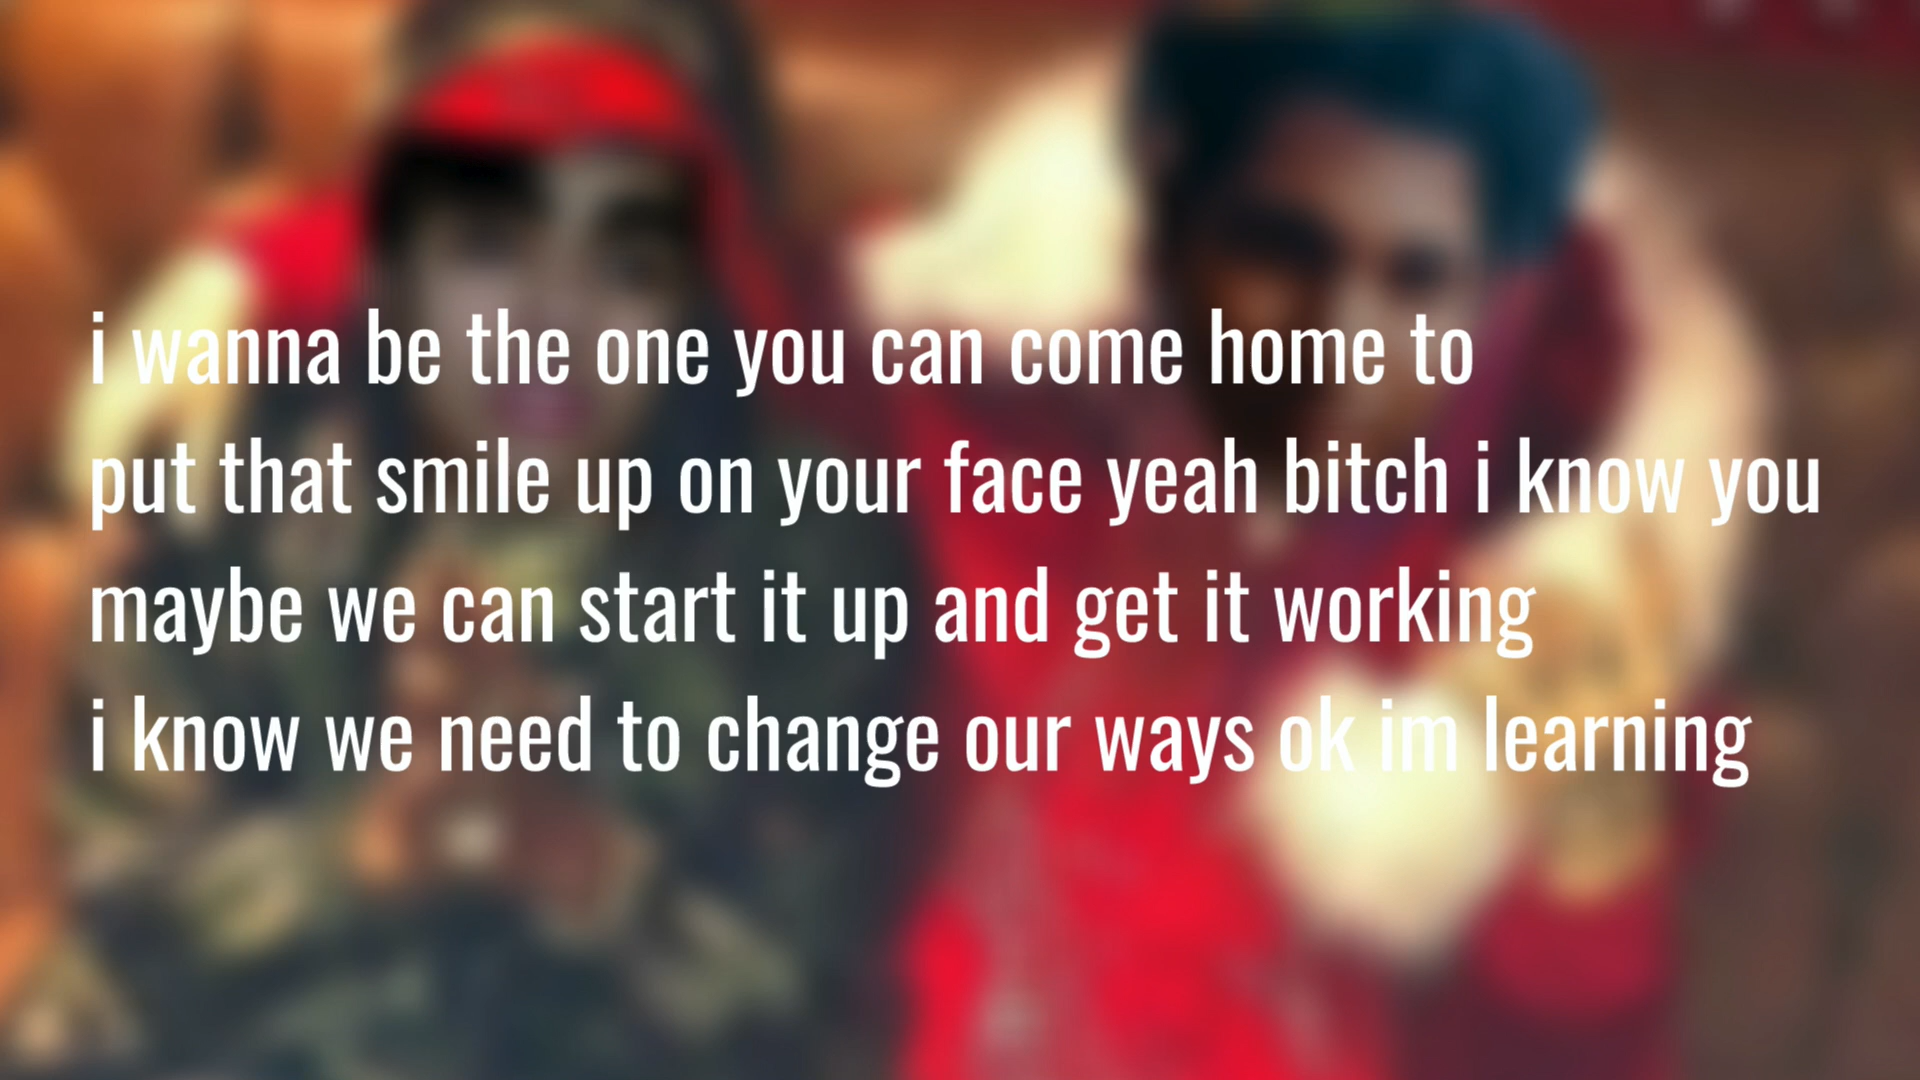 i wanna be the one you can come home to
put that smile up on your face yeah bitch i know you
maybe we can start it up and get it working
i know we need to change our ways ok im learning